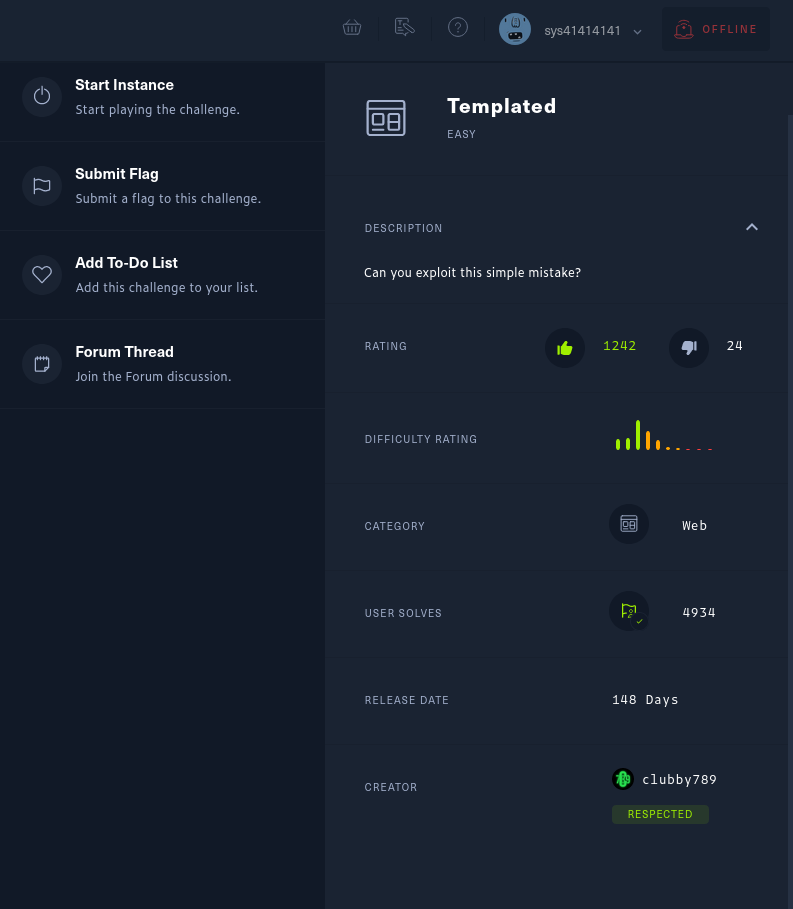 sys41414141
OFFLINE
Start Instance
Start playing the challenge.
Submit Flag
Submit a flag to this challenge.
Add To-Do List
Add this challenge to your list.
Forum Thread
Join the Forum discussion.
Templated
EASY
DESCRIPTION
Can you exploit this simple mistake?
RATING
1242
24
DIFFICULTY RATING
CATEGORY
Web
USER SOLVES
4934
RELEASE DATE
148 Days
CREATOR
clubby789
RESPECTED